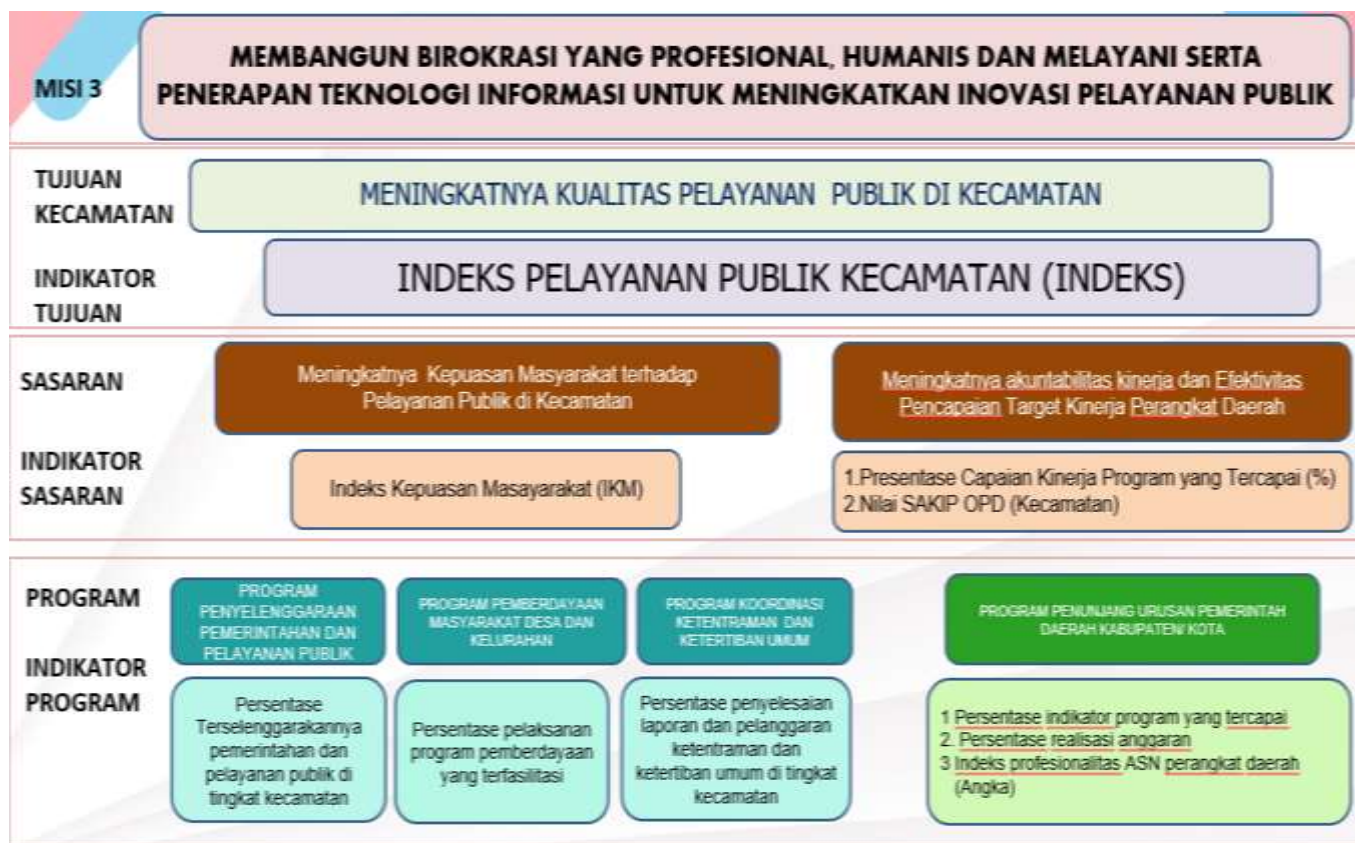 MISI 3
MEMBANGUN BIROKRASI YANG PROFESIONAL, HUMANIS DAN MELAYANI SERTA
PENERAPAN TEKNOLOGI INFORMASI UNTUK MENINGKATKAN INOVASI PELAYANAN PUBLIK
TUJUAN
KECAMATAN
MENINGKATNYA KUALITAS PELAYANAN PUBLIK DI KECAMATAN
INDIKATOR
TUJUAN
INDEKS PELAYANAN PUBLIK KECAMATAN (INDEKS)
SASARAN
Meningkatnya Kepuasan Masyarakat terhadap
Pelayanan Publik di Kecamatan
Meningkatnya akuntabilitas kinerja dan Efektivitas
Pencapaian Target Kinerja Perangkat Daerah
INDIKATOR
SASARAN
Indeks Kepuasan Masayarakat (IKM)
1.Presentase Capaian Kinerja Program yang Tercapai (%)
2.Nilai SAKIP OPD (Kecamatan)
PROGRAM
PROGRAM
PENYELENGGARAAN
PEMERINTAHAN DAN
PELAYANAN PUBLIK
PROGRAM PEMBERDAYAAN
MASYARAKAT DESA DAN
KELURAHAN
PROGRAM KOORDINASI
KETENTRAMAN DAN
KETERTIBAN UMUM
PROGRAM PENUNJANG URUSAN PEMERINTAH
DAERAH KABUPATEN/ KOTA
INDIKATOR
PROGRAM
Persentase
Terselenggarakannya
pemerintahan dan
pelayanan publik di
tingkat kecamatan
Persentase pelaksanan
program pemberdayaan
yang terfasilitasi
Persentase penyelesaian
laporan dan pelanggaran
ketentraman dan
ketertiban umum di tingkat
kecamatan
1 Persentase indikator program yang tercapai
2. Persentase realisasi anggaran
3 Indeks profesionalitas ASN perangkat daerah
(Angka)